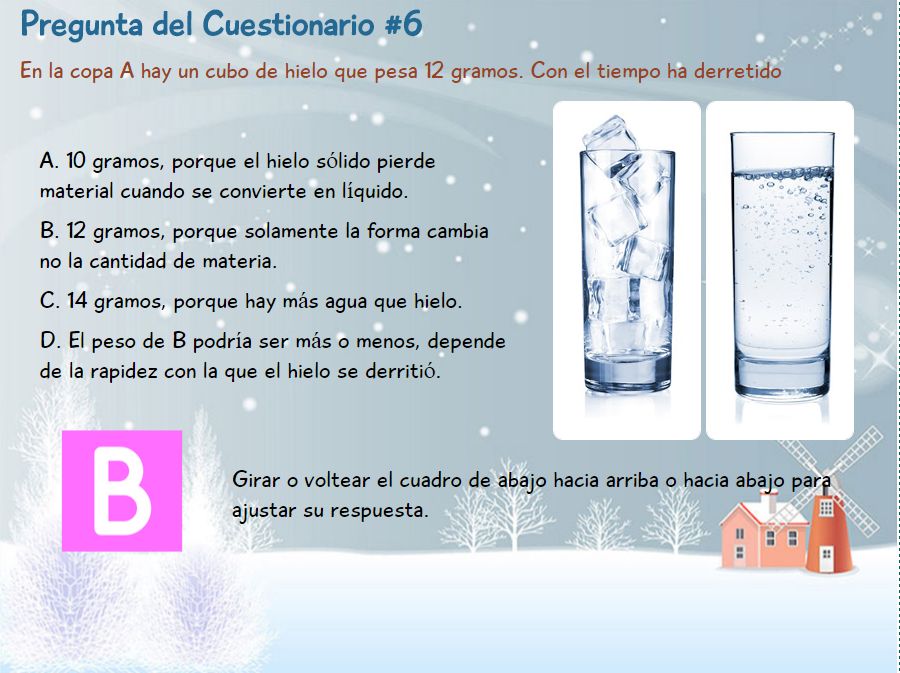 Pregunta del Cuestionario #6
En la copa A hay un cubo de hielo que pesa 12 gramos. Con el tiempo ha derretido
A. 10 gramos, porque el hielo sólido pierde
material cuando se convierte en líquido.
B. 12 gramos, porque solamente la forma cambia
no la cantidad de materia.
C. 14 gramos, porque hay más agua que hielo.
D. El peso de B podría ser más o menos, depende
de la rapidez con la que el hielo se derritió.
B
Girar o voltear el cuadro de abajo hacia arriba o hacia abajo para
ajustar su respuesta.